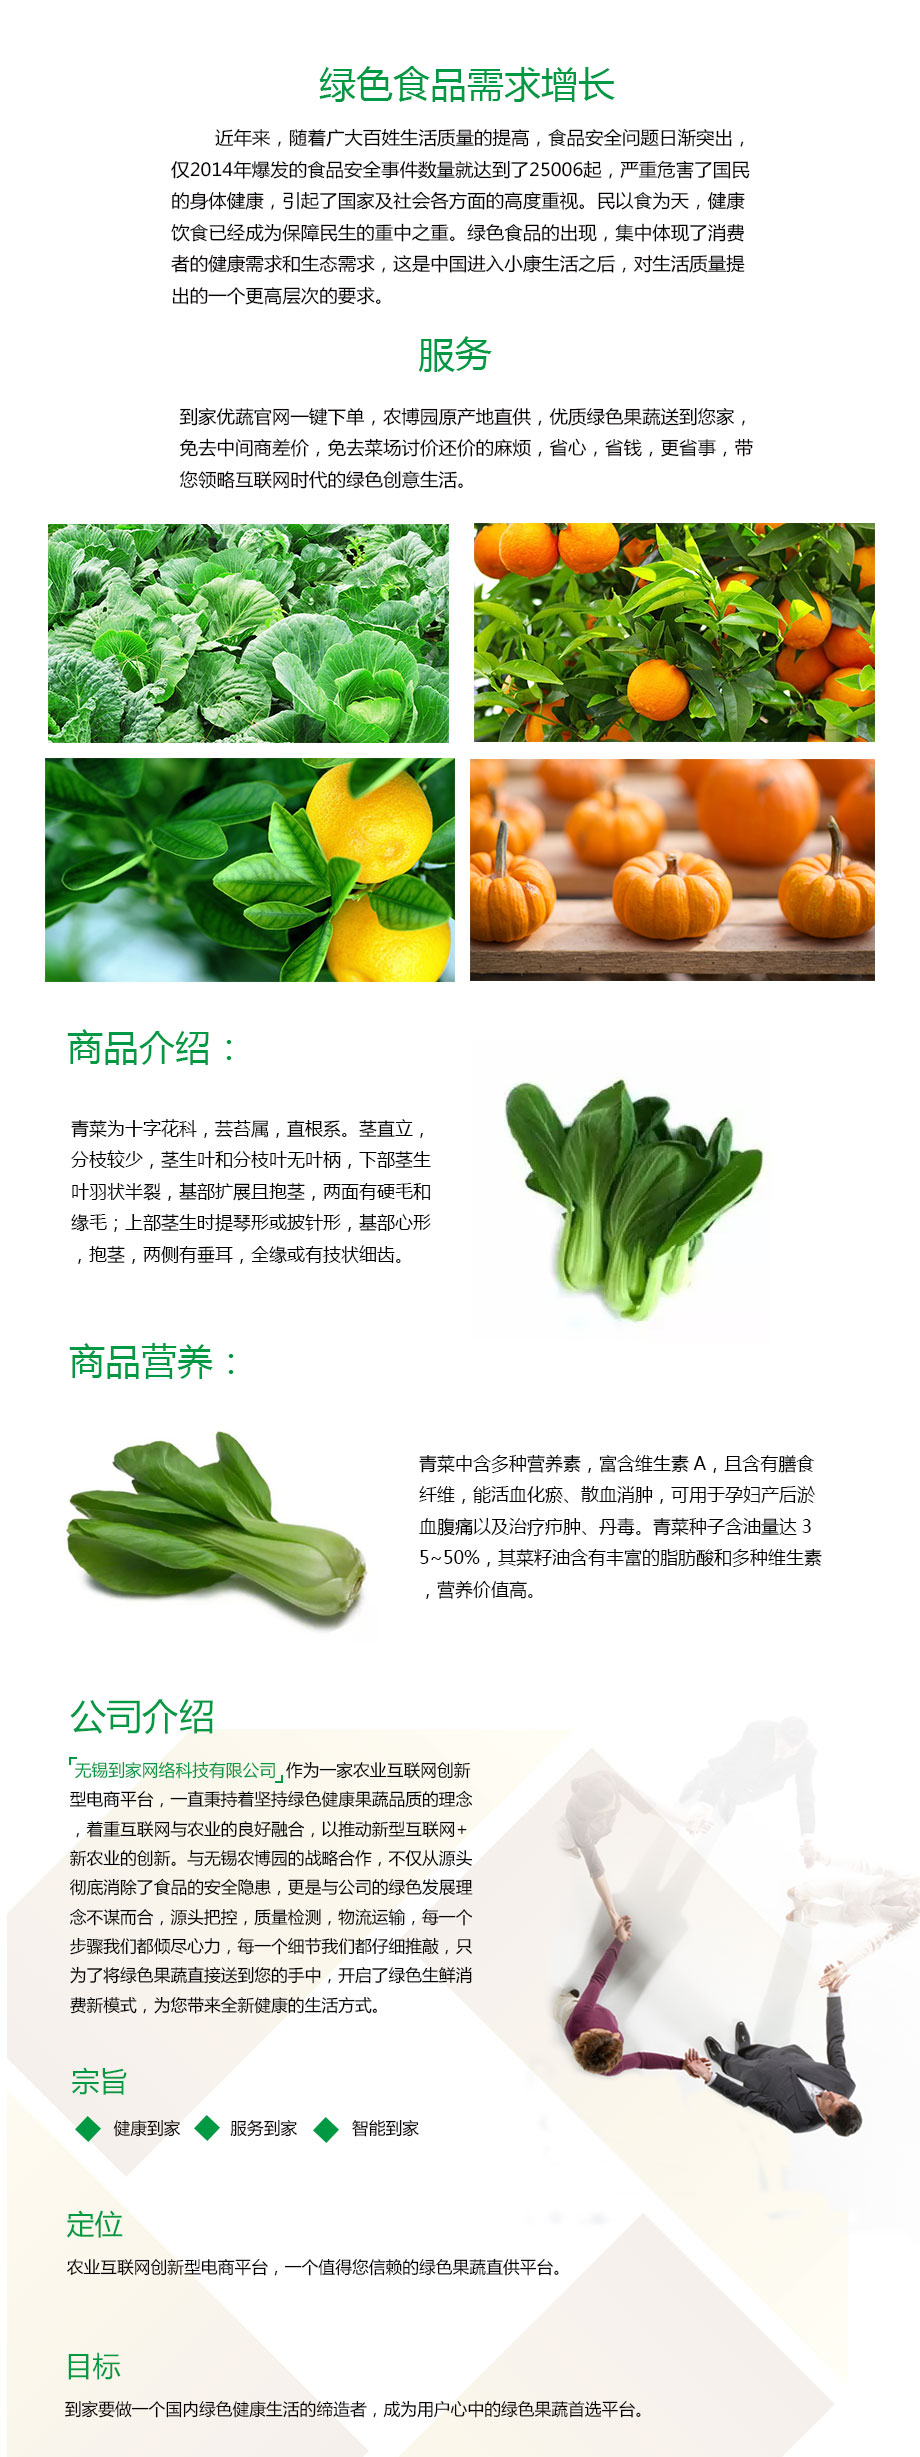 绿色食品需求增长
近年来，随着广大百姓生活质量的提高，食品安全问题日渐突出，
仅2014年爆发的食品安全事件数量就达到了25006起，严重危害了国民
的身体健康，引起了国家及社会各方面的高度重视。民以食为天，健康
饮食已经成为保障民生的重中之重。绿色食品的出现，集中体现了消费
者的健康需求和生态需求，这是中国进入小康生活之后，对生活质量提
出的一个更高层次的要求。
服务
到家优蔬官网一键下单，农博园原产地直供，优质绿色果蔬送到您家，
免去中间商差价，免去菜场讨价还价的麻烦，省心，省钱，更省事，带
您领略互联网时代的绿色创意生活。
商品介绍：
青菜为十字花科，芸苔属，直根系。茎直立，
分枝较少，茎生叶和分枝叶无叶柄，下部茎生
叶羽状半裂，基部扩展且抱茎，两面有硬毛和
缘毛；上部茎生时提琴形或披针形，基部心形
，抱茎，两侧有垂耳，全缘或有技状细齿。
商品营养：
青菜中含多种营养素，富含维生素 A，且含有膳食
纤维，能活血化瘀、散血消肿，可用于孕妇产后淤
血腹痛以及治疗疖肿、丹毒。青菜种子含油量达 3
5~50%，其菜籽油含有丰富的脂肪酸和多种维生素
，营养价值高。
公司介绍
「无锡到家网络科技有限公司」作为一家农业互联网创新
型电商平台，一直秉持着坚持绿色健康果蔬品质的理念
，着重互联网与农业的良好融合，以推动新型互联网+
新农业的创新。与无锡农博园的战略合作，不仅从源头
彻底消除了食品的安全隐患，更是与公司的绿色发展理
念不谋而合，源头把控，质量检测，物流运输，每一个
步骤我们都倾尽心力，每一个细节我们都仔细推敲，只
为了将绿色果蔬直接送到您的手中，开启了绿色生鲜消
费新模式，为您带来全新健康的生活方式。
宗旨
健康到家 服务到家 智能到家
定位
农业互联网创新型电商平台，一个值得您信赖的绿色果蔬直供平台。
目标
到家要做一个国内绿色健康生活的缔造者，成为用户心中的绿色果蔬首选平台。